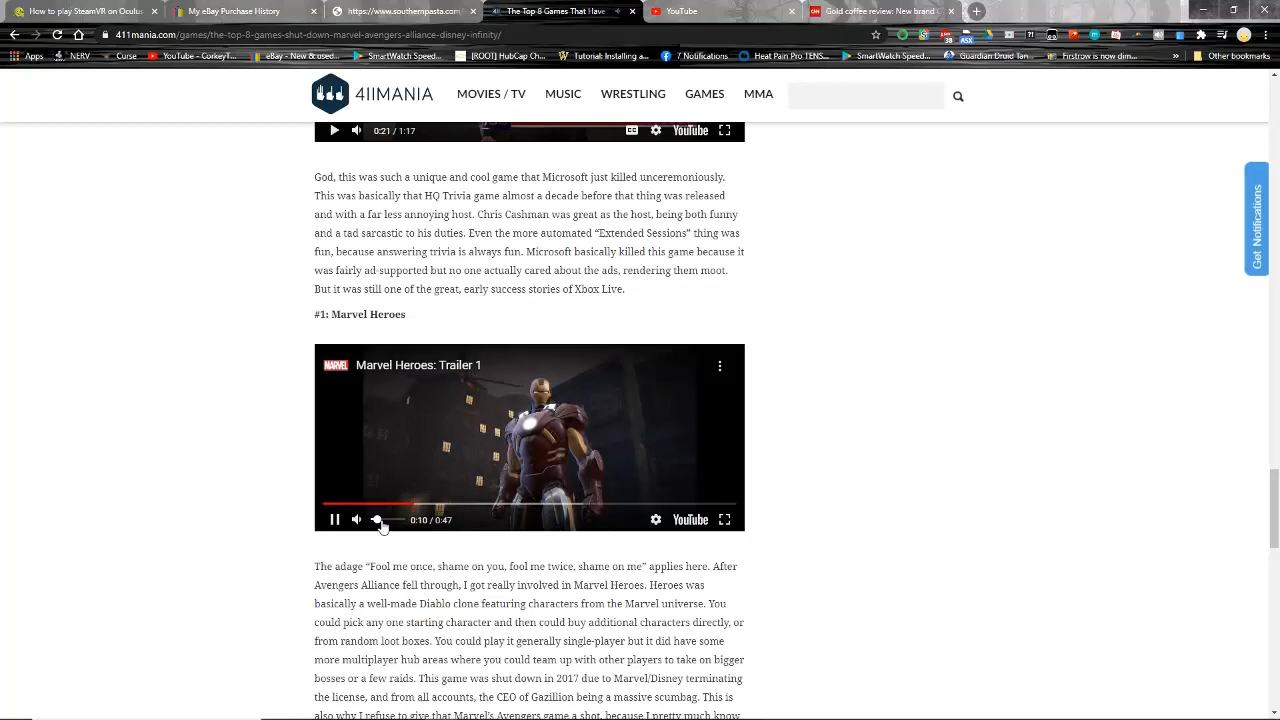 How to play SteamVR on Oculus
My eBay Purchase History
https://www.southernpasta.com
The Top 8 Games That Have
YouTube
Gold coffee review: New brand
411mania.com/games/the-top-8-games-shut-down-marvel-avengers-alliance-disney-infinity/
Apps
NERV
Curse
YouTube - CorkeyT...
eBay - New & used...
SmartWatch Speed...
[ROOT] HubCap Ch...
Tutorial: Installing a...
7 Notifications
Heat Pain Pro TENS...
SmartWatch Speed...
Guardian Druid Tan...
Firstrow is now dim...
»
Other bookmarks
411MANIA
MOVIES / TV
MUSIC
WRESTLING
GAMES
MMA
Get Notifications
0:21 / 1:17
CC
YouTube
God, this was such a unique and cool game that Microsoft just killed unceremoniously.
This was basically that HQ Trivia game almost a decade before that thing was released
and with a far less annoying host. Chris Cashman was great as the host, being both funny
and a tad sarcastic to his duties. Even the more automated “Extended Sessions” thing was
fun, because answering trivia is always fun. Microsoft basically killed this game because it
was fairly ad-supported but no one actually cared about the ads, rendering them moot.
But it was still one of the great, early success stories of Xbox Live.
#1: Marvel Heroes
MARVEL
Marvel Heroes: Trailer 1
0:10 / 0:47
YouTube
The adage “Fool me once, shame on you, fool me twice, shame on me” applies here. After
Avengers Alliance fell through, I got really involved in Marvel Heroes. Heroes was
basically a well-made Diablo clone featuring characters from the Marvel universe. You
could pick any one starting character and then could buy additional characters directly, or
from random loot boxes. You could play it generally single-player but it did have some
more multiplayer hub areas where you could team up with other players to take on bigger
bosses or a few raids. This game was shut down in 2017 due to Marvel/Disney terminating
the license, and from all accounts, the CEO of Gazillion being a massive scumbag. This is
also why I refuse to give that Marvel’s Avengers game a shot, because I pretty much know